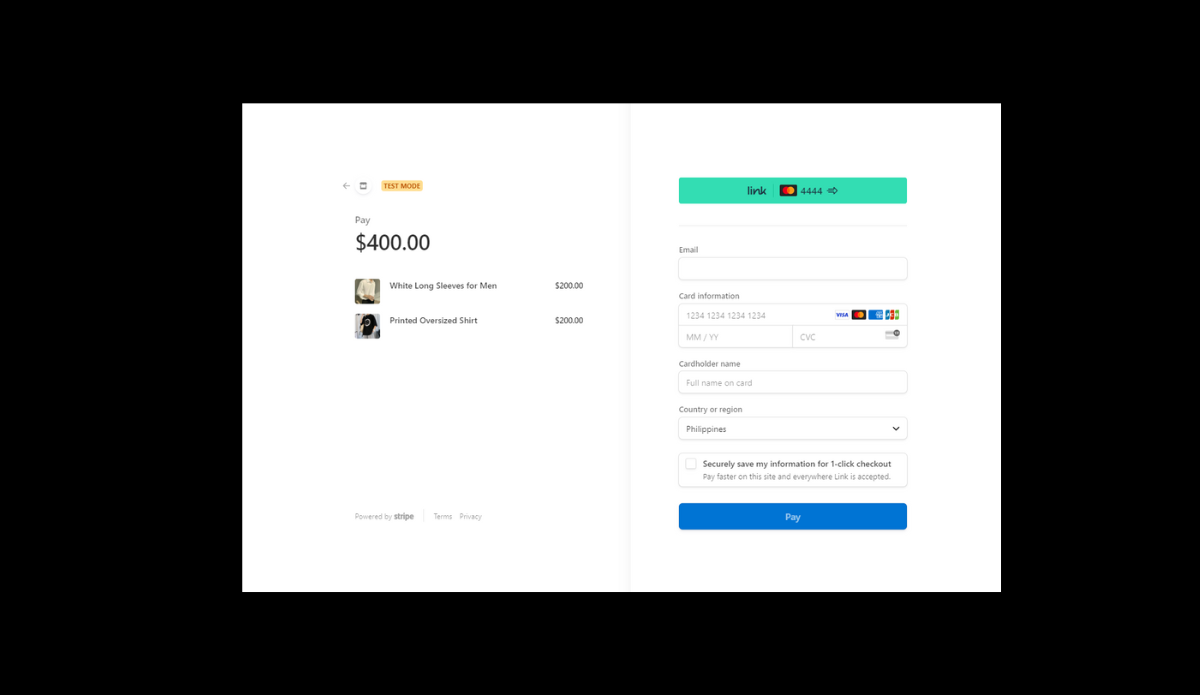 TEST MODE
Pay
$400.00
White Long Sleeves for Men $200.00
Printed Oversized Shirt $200.00
Powered by stripe Terms Privacy
link 4444
Email
Card information
1234 1234 1234 1234 VISA
MM / YY CVC
Cardholder name
Full name on card
Country or region
Philippines
Securely save my information for 1-click checkout
Pay faster on this site and everywhere Link is accepted.
Pay